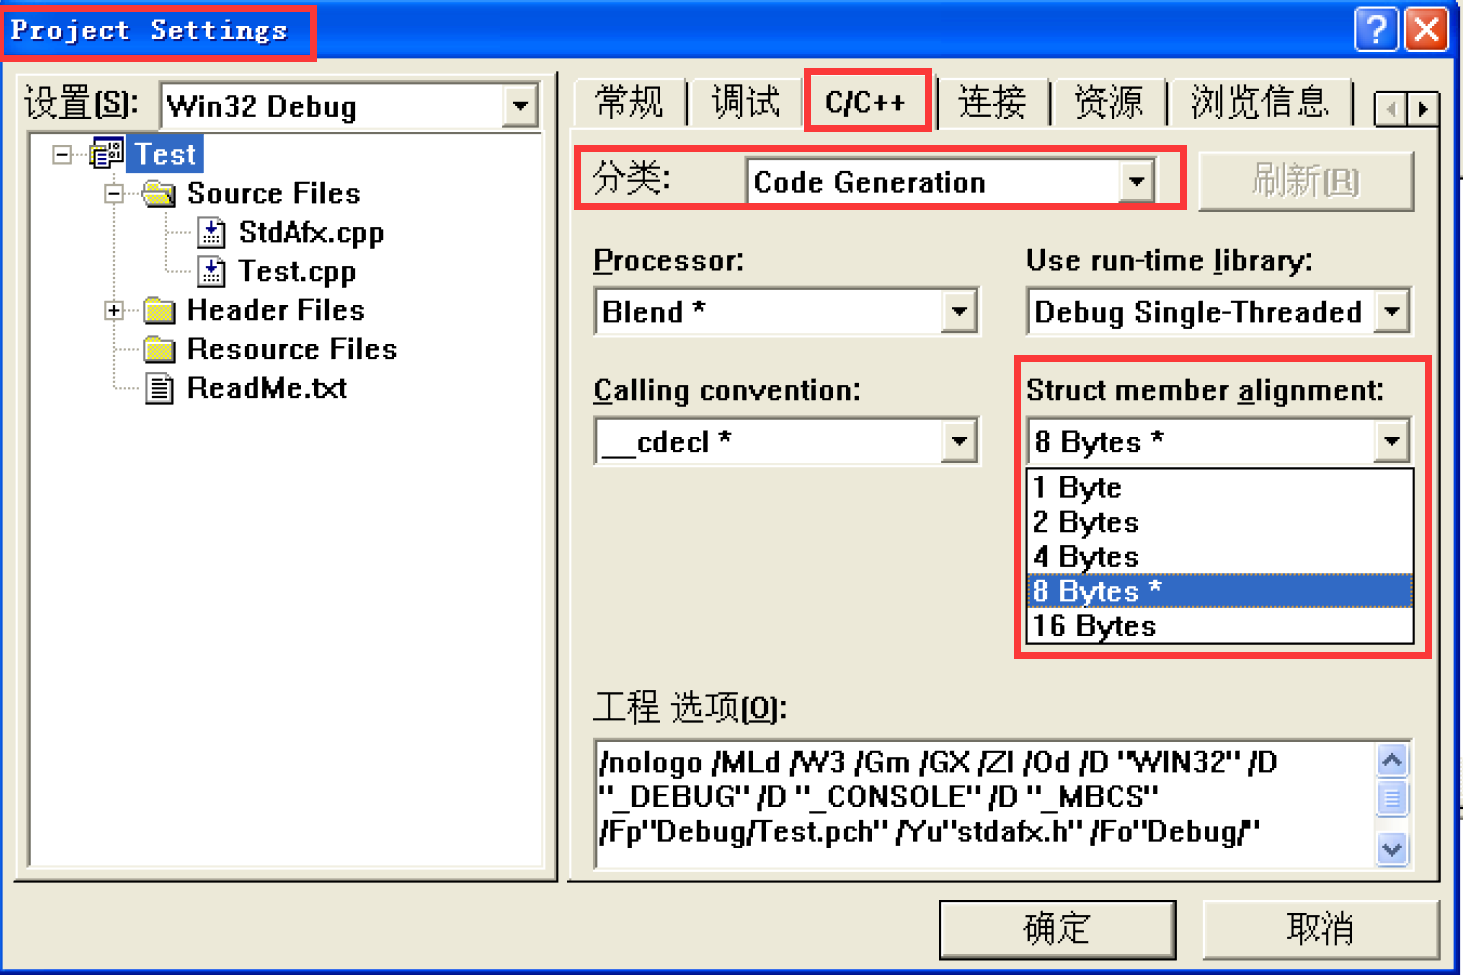 Project Settings
设置(S):
Win32 Debug
Test
Source Files
StdAfx.cpp
Test.cpp
Header Files
Resource Files
ReadMe.txt
常规
调试
C/C++
连接
资源
浏览信息
分类:
Code Generation
刷新(R)
Processor:
Blend *
Use run-time library:
Debug Single-Threaded
Calling convention:
__cdecl *
Struct member alignment:
8 Bytes *
1 Byte
2 Bytes
4 Bytes
8 Bytes *
16 Bytes
工程 选项(O):
/nologo /MLd /W3 /Gm /GX /ZI /Od /D "WIN32" /D
"_DEBUG" /D "_CONSOLE" /D "_MBCS"
/Fp"Debug/Test.pch" /Yu"stdafx.h" /Fo"Debug/"
确定
取消